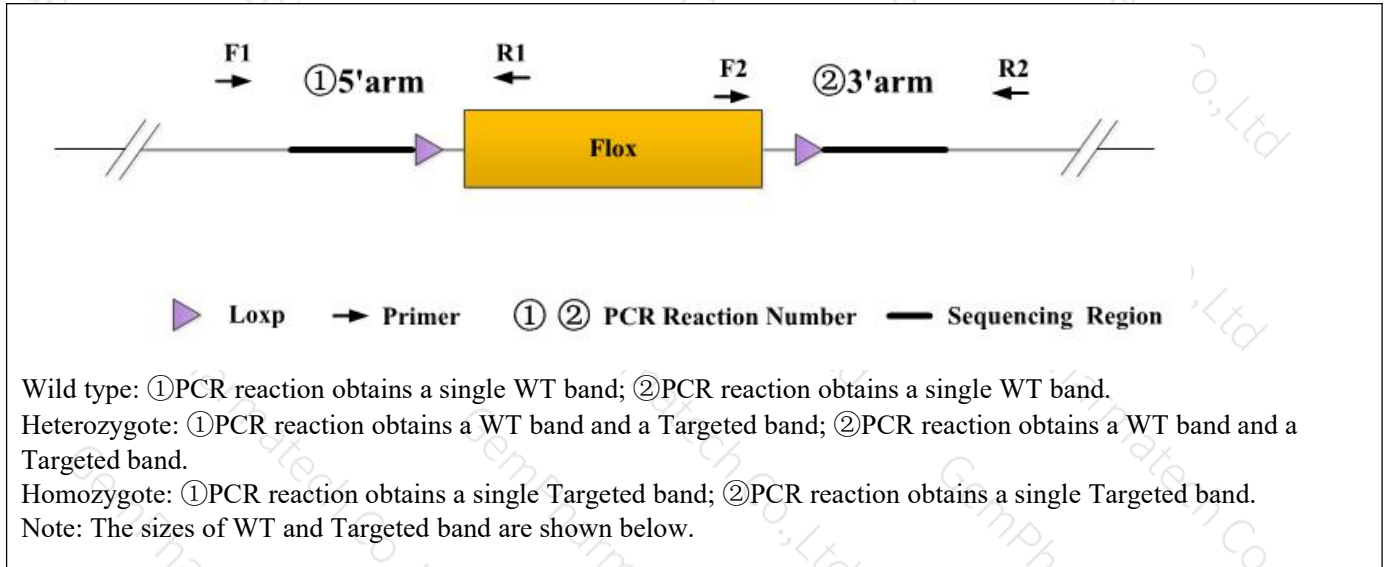 F1 ①5'arm R1 F2 ②3'arm R2
Flox
Loxp Primer ① ② PCR Reaction Number Sequencing Region
Wild type: ①PCR reaction obtains a single WT band; ②PCR reaction obtains a single WT band.
Heterozygote: ①PCR reaction obtains a WT band and a Targeted band; ②PCR reaction obtains a WT band and a
Targeted band.
Homozygote: ①PCR reaction obtains a single Targeted band; ②PCR reaction obtains a single Targeted band.
Note: The sizes of WT and Targeted band are shown below.